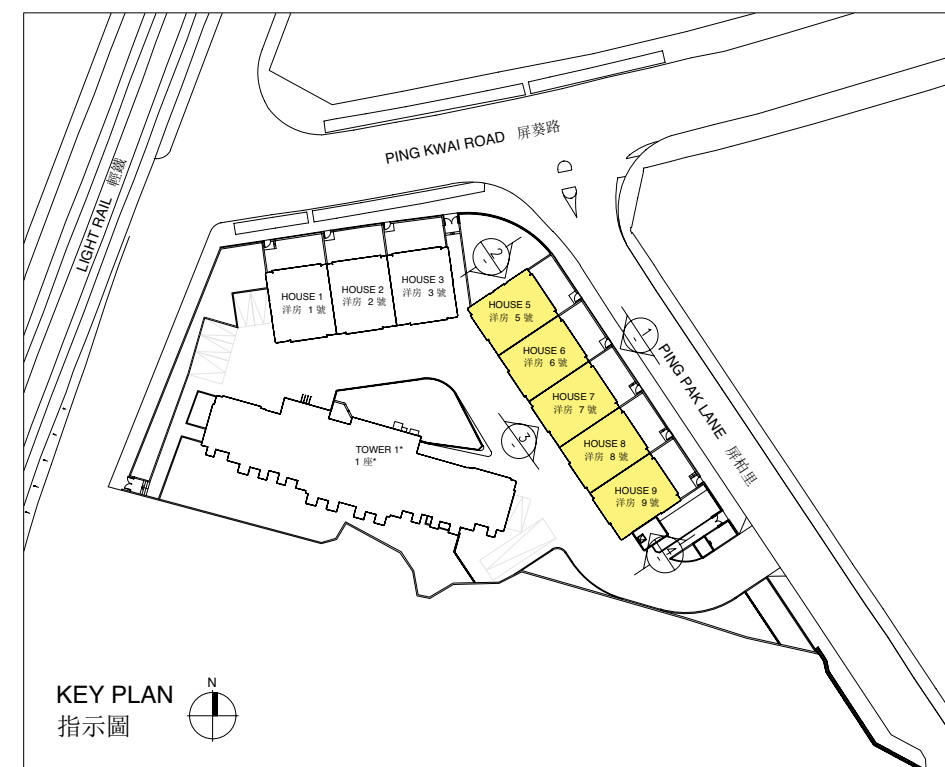 PING KWAI ROAD 屏葵路
LIGHT RAIL 輕鐵
HOUSE 1
洋房 1 號
HOUSE 2
洋房 2 號
HOUSE 3
洋房 3 號
2
-
HOUSE 5
洋房 5 號
HOUSE 6
洋房 6 號
HOUSE 7
洋房 7 號
HOUSE 8
洋房 8 號
HOUSE 9
洋房 9 號
1
-
PING PAK LANE 屏柏里
3
-
4
-
TOWER 1*
1 座*
KEY PLAN
指示圖
N